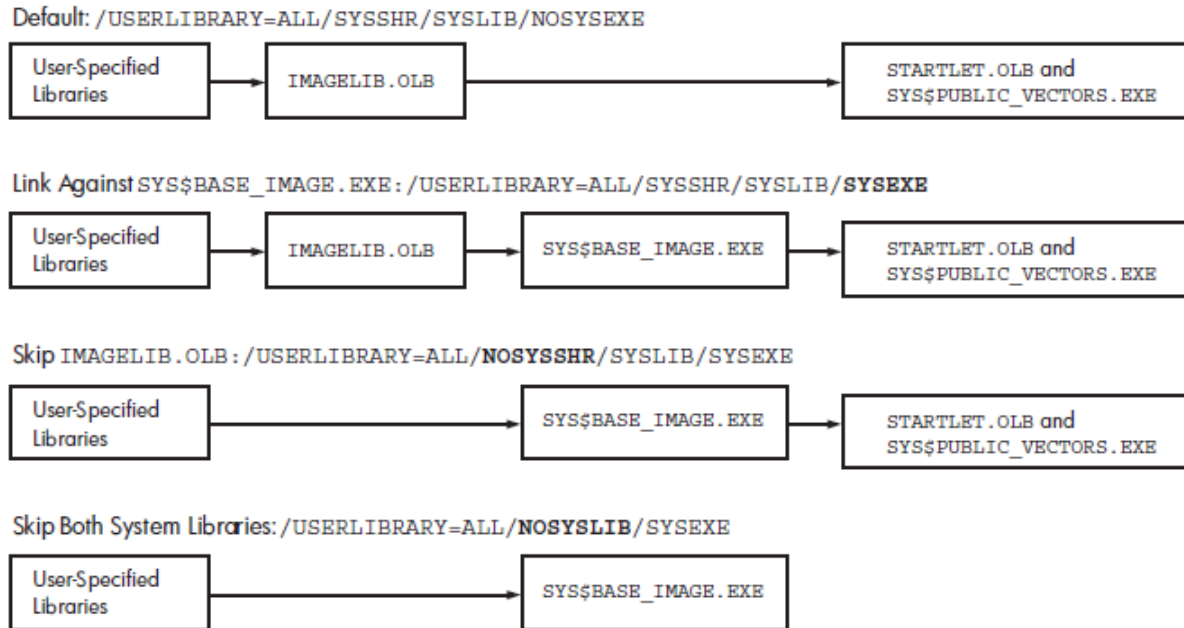 Default: /USERLIBRARY=ALL/SYSSHR/SYSLIB/NOSYSEXE
User-Specified
Libraries
IMAGELIB.OLB
STARTLET.OLB and
SYS$PUBLIC_VECTORS.EXE
Link Against SYS$BASE_IMAGE.EXE:/USERLIBRARY=ALL/SYSSHR/SYSLIB/SYSEXE
User-Specified
Libraries
IMAGELIB.OLB
SYS$BASE_IMAGE.EXE
STARTLET.OLB and
SYS$PUBLIC_VECTORS.EXE
Skip IMAGELIB.OLB:/USERLIBRARY=ALL/NOSYSSHR/SYSLIB/SYSEXE
User-Specified
Libraries
SYS$BASE_IMAGE.EXE
STARTLET.OLB and
SYS$PUBLIC_VECTORS.EXE
Skip Both System Libraries:/USERLIBRARY=ALL/NOSYSLIB/SYSEXE
User-Specified
Libraries
SYS$BASE_IMAGE.EXE